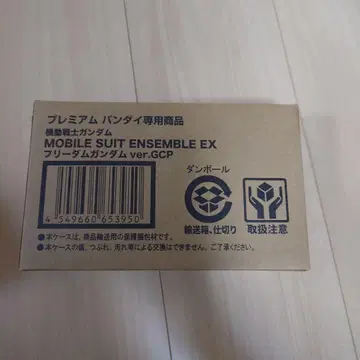 プレミアム バンダイ専用商品
機動戦士ガンダム
MOBILE SUIT ENSEMBLE EX
フリーダムガンダム ver.GCP
4 549660 653950
ダンボール
輸送箱、仕切り
取扱注意
●本ケースは、商品輸送用の保護梱包材です。
●本ケースの傷、つぶれ、汚れ等による交換はできません。ご了承ください。